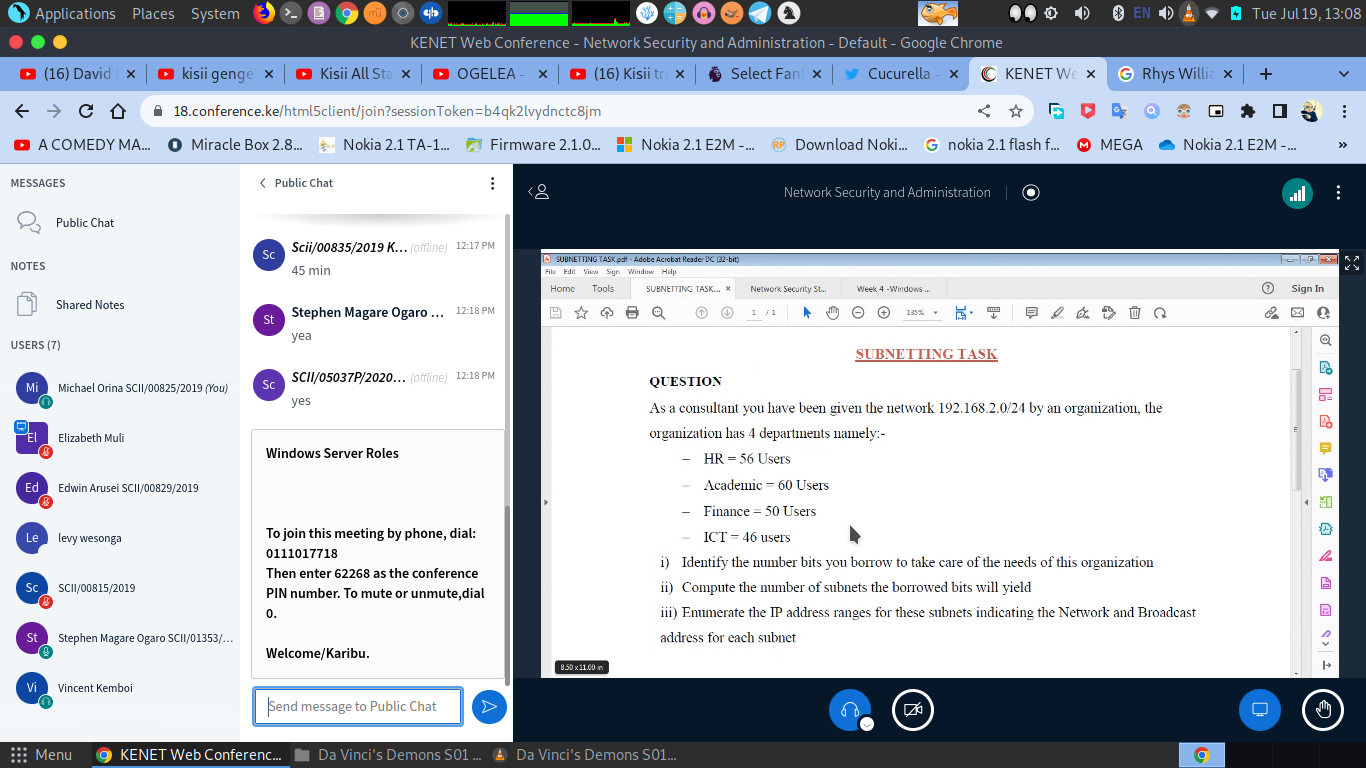 Applications Places System EN Tue Jul 19, 13:08
KENET Web Conference - Network Security and Administration - Default - Google Chrome
(16) David kisii genge Kisii All Sta OGELEA - (16) Kisii tr Select Fant Cucurella - KENET We Rhys Willia
18.conference.ke/html5client/join?sessionToken=b4qk2lvydnctc8jm
A COMEDY MA... Miracle Box 2.8... Nokia 2.1 TA-1... Firmware 2.1.0... Nokia 2.1 E2M -... Download Noki... nokia 2.1 flash f... MEGA Nokia 2.1 E2M -... »
MESSAGES
Public Chat
NOTES
Shared Notes
USERS (7)
Mi Michael Orina SCII/00825/2019 (You)
El Elizabeth Muli
Ed Edwin Arusei SCII/00829/2019
Le levy wesonga
Sc SCII/00815/2019
St Stephen Magare Ogaro SCII/01353/...
Vi Vincent Kemboi
Public Chat
Sc Scii/00835/2019 K... (offline) 12:17 PM
45 min
St Stephen Magare Ogaro ... 12:18 PM
yea
Sc SCII/05037P/2020... (offline) 12:18 PM
yes
Windows Server Roles
To join this meeting by phone, dial:
0111017718
Then enter 62268 as the conference
PIN number. To mute or unmute,dial
0.
Welcome/Karibu.
Send message to Public Chat
Network Security and Administration
SUBNETTING TASK.pdf - Adobe Acrobat Reader DC (32-bit)
File Edit View Sign Window Help
Home Tools SUBNETTING TASK... × Network Security St... Week 4 -Windows ... Sign In
1 / 1 135%
SUBNETTING TASK
QUESTION
As a consultant you have been given the network 192.168.2.0/24 by an organization, the
organization has 4 departments namely:-
– HR = 56 Users
– Academic = 60 Users
– Finance = 50 Users
– ICT = 46 users
i) Identify the number bits you borrow to take care of the needs of this organization
ii) Compute the number of subnets the borrowed bits will yield
iii) Enumerate the IP address ranges for these subnets indicating the Network and Broadcast
address for each subnet
8.50 x 11.00 in
Menu KENET Web Conferenc... Da Vinci's Demons S01 ... Da Vinci's Demons S01...